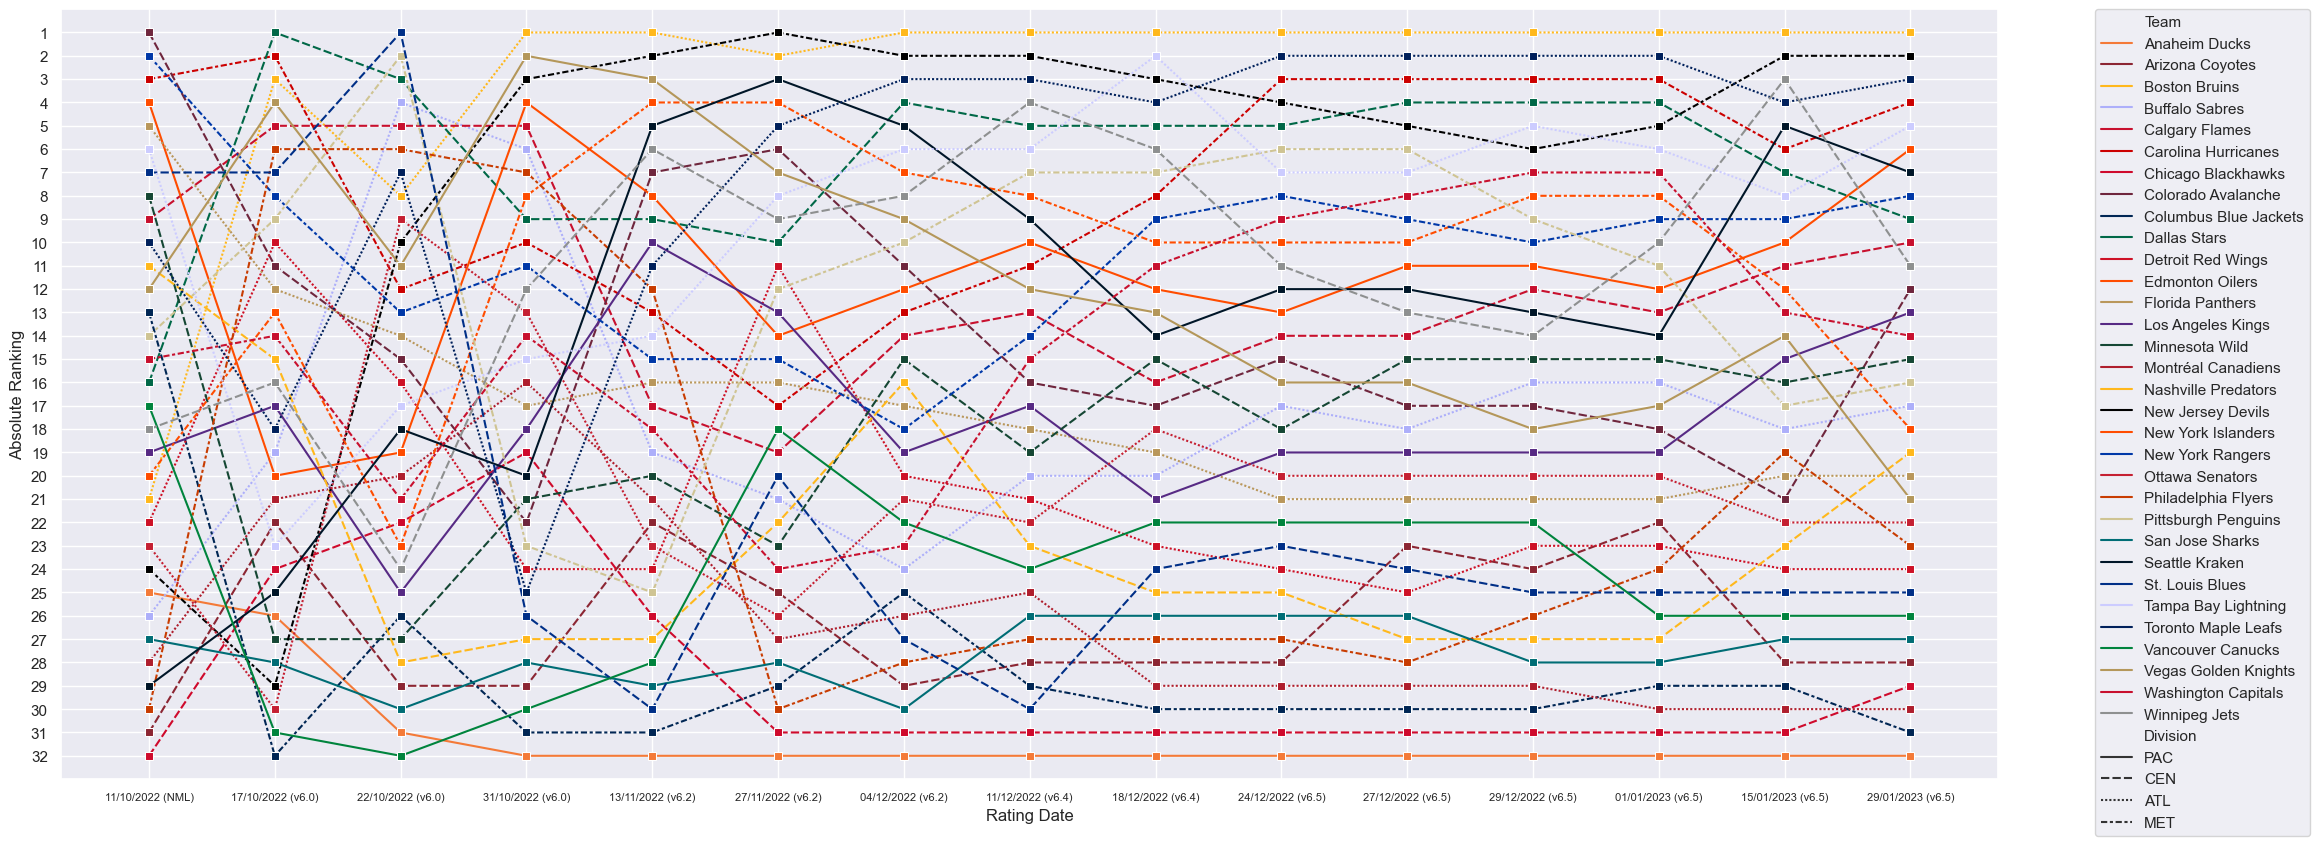 1
2
3
4
5
6
7
8
9
10
11
12
13
14
15
16
17
18
19
20
21
22
23
24
25
26
27
28
29
30
31
32
Absolute Ranking
11/10/2022 (NML)
17/10/2022 (v6.0)
22/10/2022 (v6.0)
31/10/2022 (v6.0)
13/11/2022 (v6.2)
27/11/2022 (v6.2)
04/12/2022 (v6.2)
11/12/2022 (v6.4)
18/12/2022 (v6.4)
24/12/2022 (v6.5)
27/12/2022 (v6.5)
29/12/2022 (v6.5)
01/01/2023 (v6.5)
15/01/2023 (v6.5)
29/01/2023 (v6.5)
Rating Date
Team
Anaheim Ducks
Arizona Coyotes
Boston Bruins
Buffalo Sabres
Calgary Flames
Carolina Hurricanes
Chicago Blackhawks
Colorado Avalanche
Columbus Blue Jackets
Dallas Stars
Detroit Red Wings
Edmonton Oilers
Florida Panthers
Los Angeles Kings
Minnesota Wild
Montréal Canadiens
Nashville Predators
New Jersey Devils
New York Islanders
New York Rangers
Ottawa Senators
Philadelphia Flyers
Pittsburgh Penguins
San Jose Sharks
Seattle Kraken
St. Louis Blues
Tampa Bay Lightning
Toronto Maple Leafs
Vancouver Canucks
Vegas Golden Knights
Washington Capitals
Winnipeg Jets
Division
PAC
CEN
ATL
MET